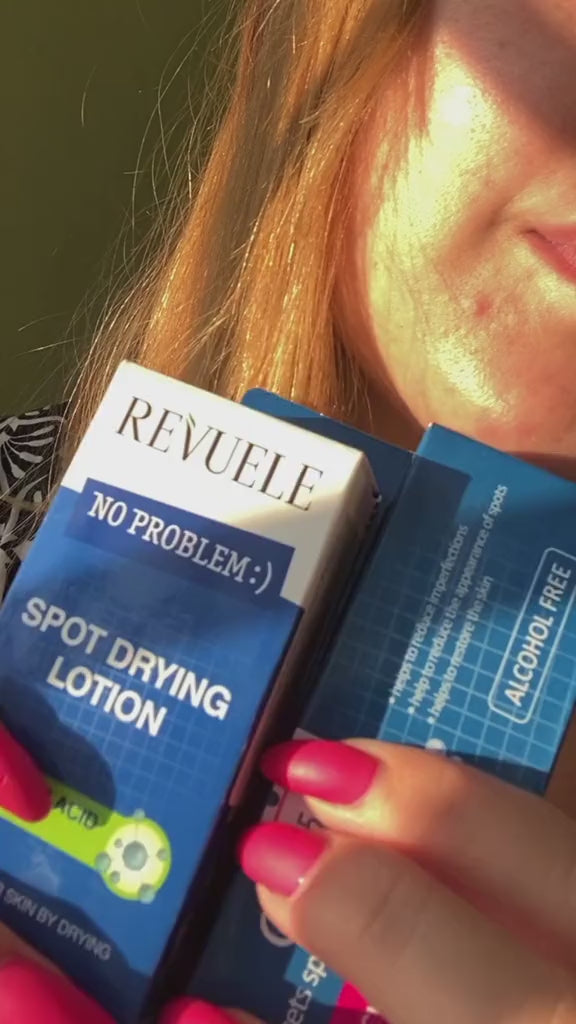 REVUELE
NO PROBLEM:)
SPOT DRYING
LOTION
ACID
SKIN BY DRYING
• helps to reduce imperfections
• help to reduce the appearance of spots
• helps to restore the skin
ALCOHOL FREE